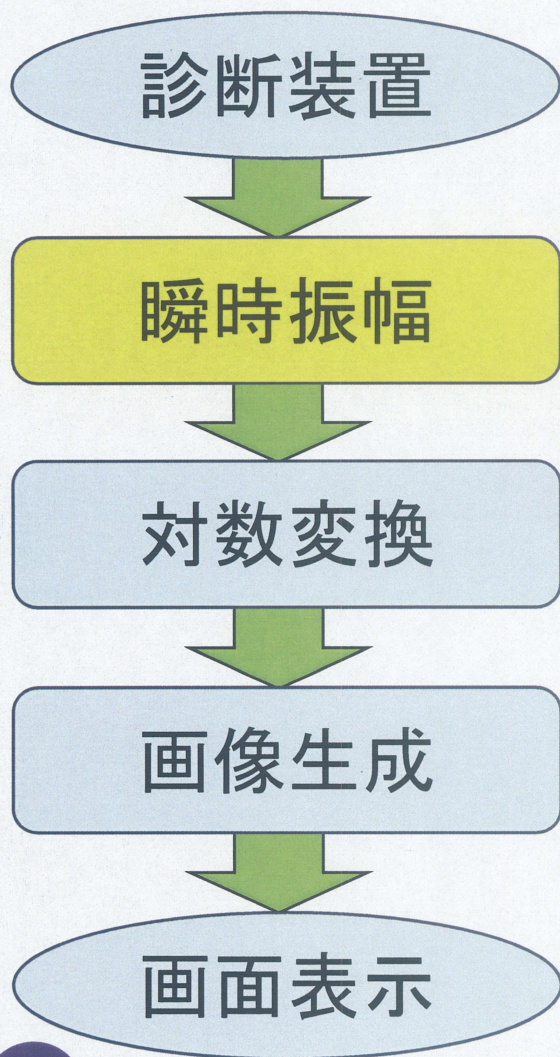 診断装置
瞬時振幅
対数変換
画像生成
画面表示